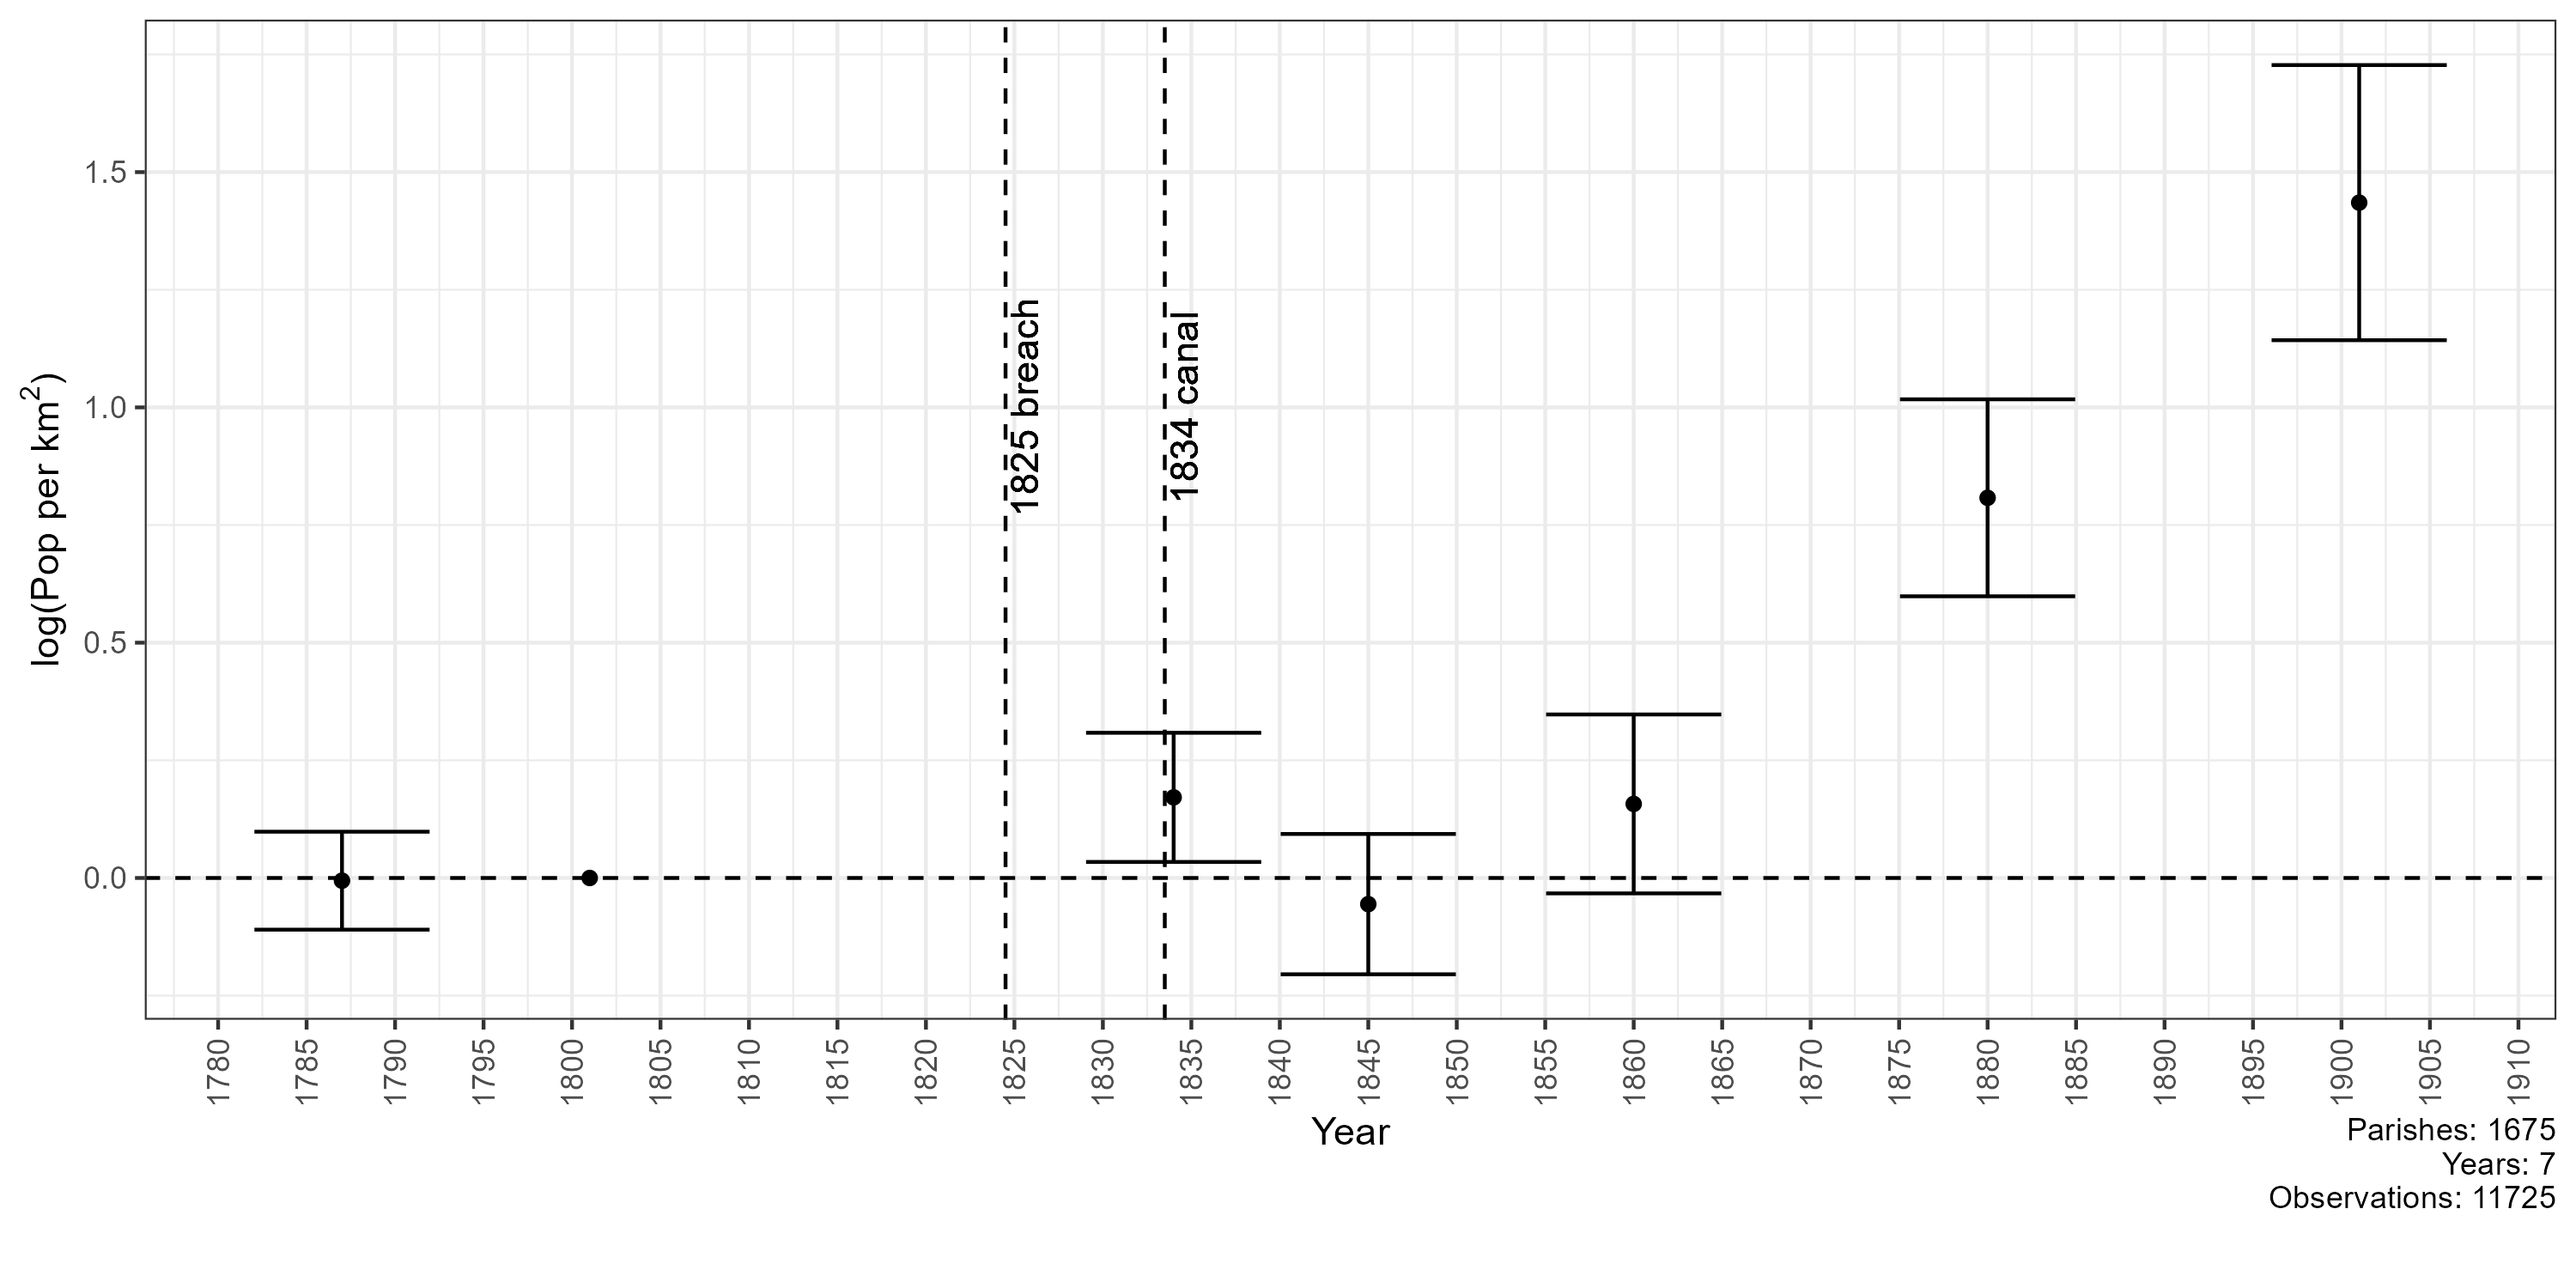 log(Pop per km²)
1.5
1.0
0.5
0.0
1825 breach
1834 canal
1780 1785 1790 1795 1800 1805 1810 1815 1820 1825 1830 1835 1840 1845 1850 1855 1860 1865 1870 1875 1880 1885 1890 1895 1900 1905 1910
Year
Parishes: 1675
Years: 7
Observations: 11725